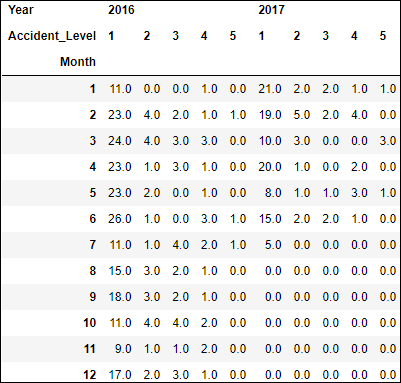 Year 2016 2017
Accident_Level 1 2 3 4 5 1 2 3 4 5
Month
1 11.0 0.0 0.0 1.0 0.0 21.0 2.0 2.0 1.0 1.0
2 23.0 4.0 2.0 1.0 1.0 19.0 5.0 2.0 4.0 0.0
3 24.0 4.0 3.0 3.0 0.0 10.0 3.0 0.0 0.0 3.0
4 23.0 1.0 3.0 1.0 0.0 20.0 1.0 0.0 2.0 0.0
5 23.0 2.0 0.0 1.0 0.0 8.0 1.0 1.0 3.0 1.0
6 26.0 1.0 0.0 3.0 1.0 15.0 2.0 2.0 1.0 0.0
7 11.0 1.0 4.0 2.0 1.0 5.0 0.0 0.0 0.0 0.0
8 15.0 3.0 2.0 1.0 0.0 0.0 0.0 0.0 0.0 0.0
9 18.0 3.0 2.0 1.0 0.0 0.0 0.0 0.0 0.0 0.0
10 11.0 4.0 4.0 2.0 0.0 0.0 0.0 0.0 0.0 0.0
11 9.0 1.0 1.0 2.0 0.0 0.0 0.0 0.0 0.0 0.0
12 17.0 2.0 3.0 1.0 0.0 0.0 0.0 0.0 0.0 0.0